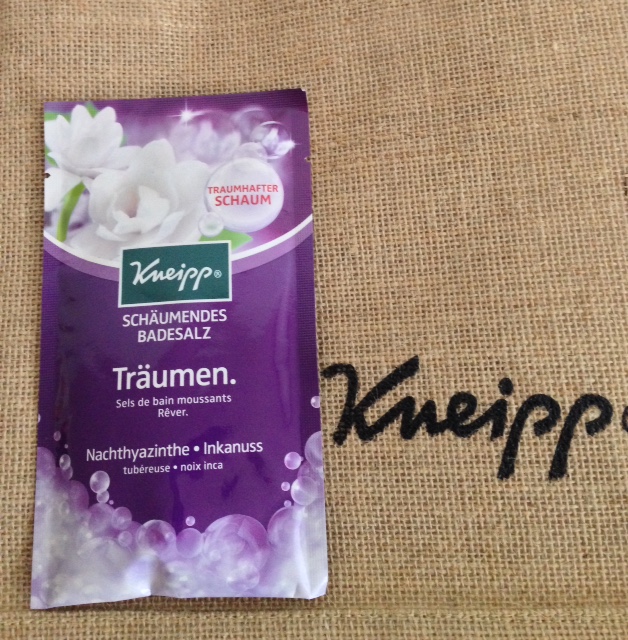 TRAUMHAFTER
SCHAUM
Kneipp®
SCHÄUMENDES
BADESALZ
Träumen.
Sels de bain moussants
Rêver.
Nachthyazinthe • Inkanuss
tubéreuse • noix inca
Kneipp